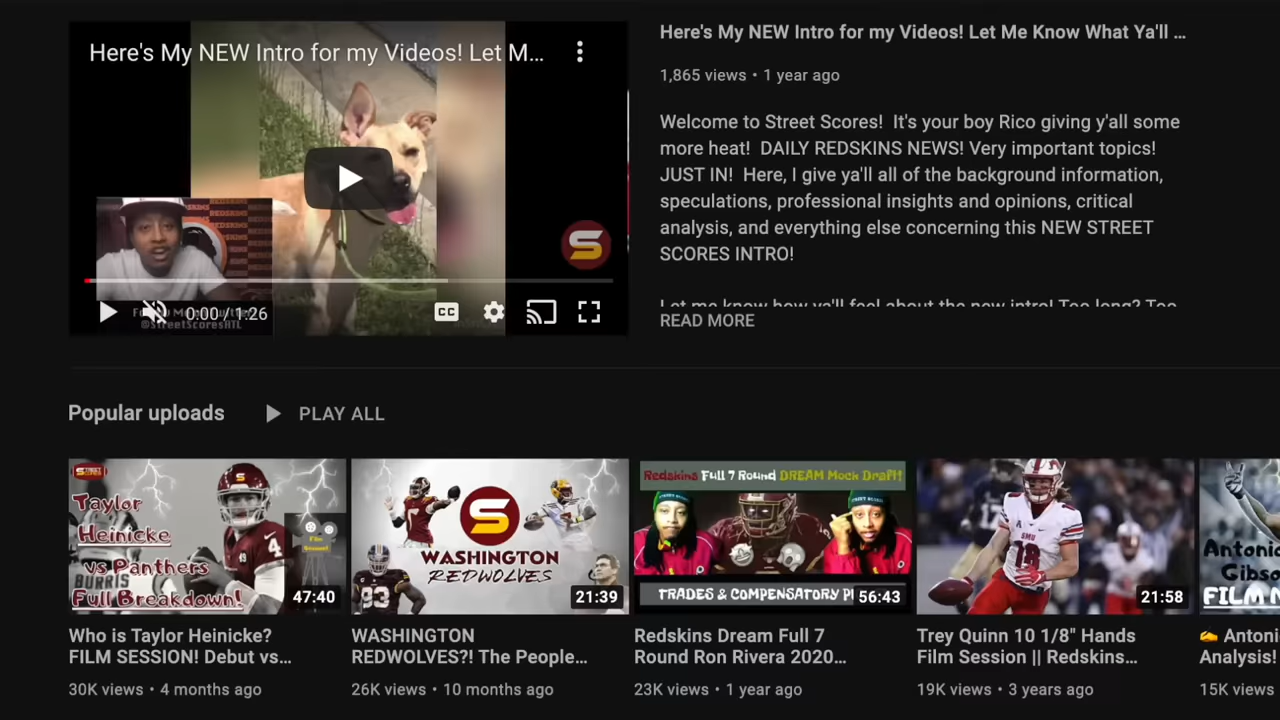 Here's My NEW Intro for my Videos! Let M...
0:00 / 1:26
@StreetScoresATL
CC
S
Here's My NEW Intro for my Videos! Let Me Know What Ya'll ...
1,865 views • 1 year ago
Welcome to Street Scores!  It's your boy Rico giving y'all some
more heat!  DAILY REDSKINS NEWS! Very important topics!
JUST IN!  Here, I give ya'll all of the background information,
speculations, professional insights and opinions, critical
analysis, and everything else concerning this NEW STREET
SCORES INTRO!
Let me know how ya'll feel about the new intro! Too long? Too
READ MORE
Popular uploads
PLAY ALL
Taylor
Heinicke
vs Panthers
Full Breakdown!
BURRIS
S
4
Film
Session!
47:40
S
WASHINGTON
REDWOLVES
93
21:39
Redskins Full 7 Round DREAM Mock Draft!
TRADES & COMPENSATORY PI
56:43
SMU
18
21:58
Antonio
Gibso
FILM
Who is Taylor Heinicke?
FILM SESSION! Debut vs...
30K views • 4 months ago
WASHINGTON
REDWOLVES?! The People...
26K views • 10 months ago
Redskins Dream Full 7
Round Ron Rivera 2020...
23K views • 1 year ago
Trey Quinn 10 1/8" Hands
Film Session || Redskins...
19K views • 3 years ago
✍️ Antoni
Analysis!
15K views